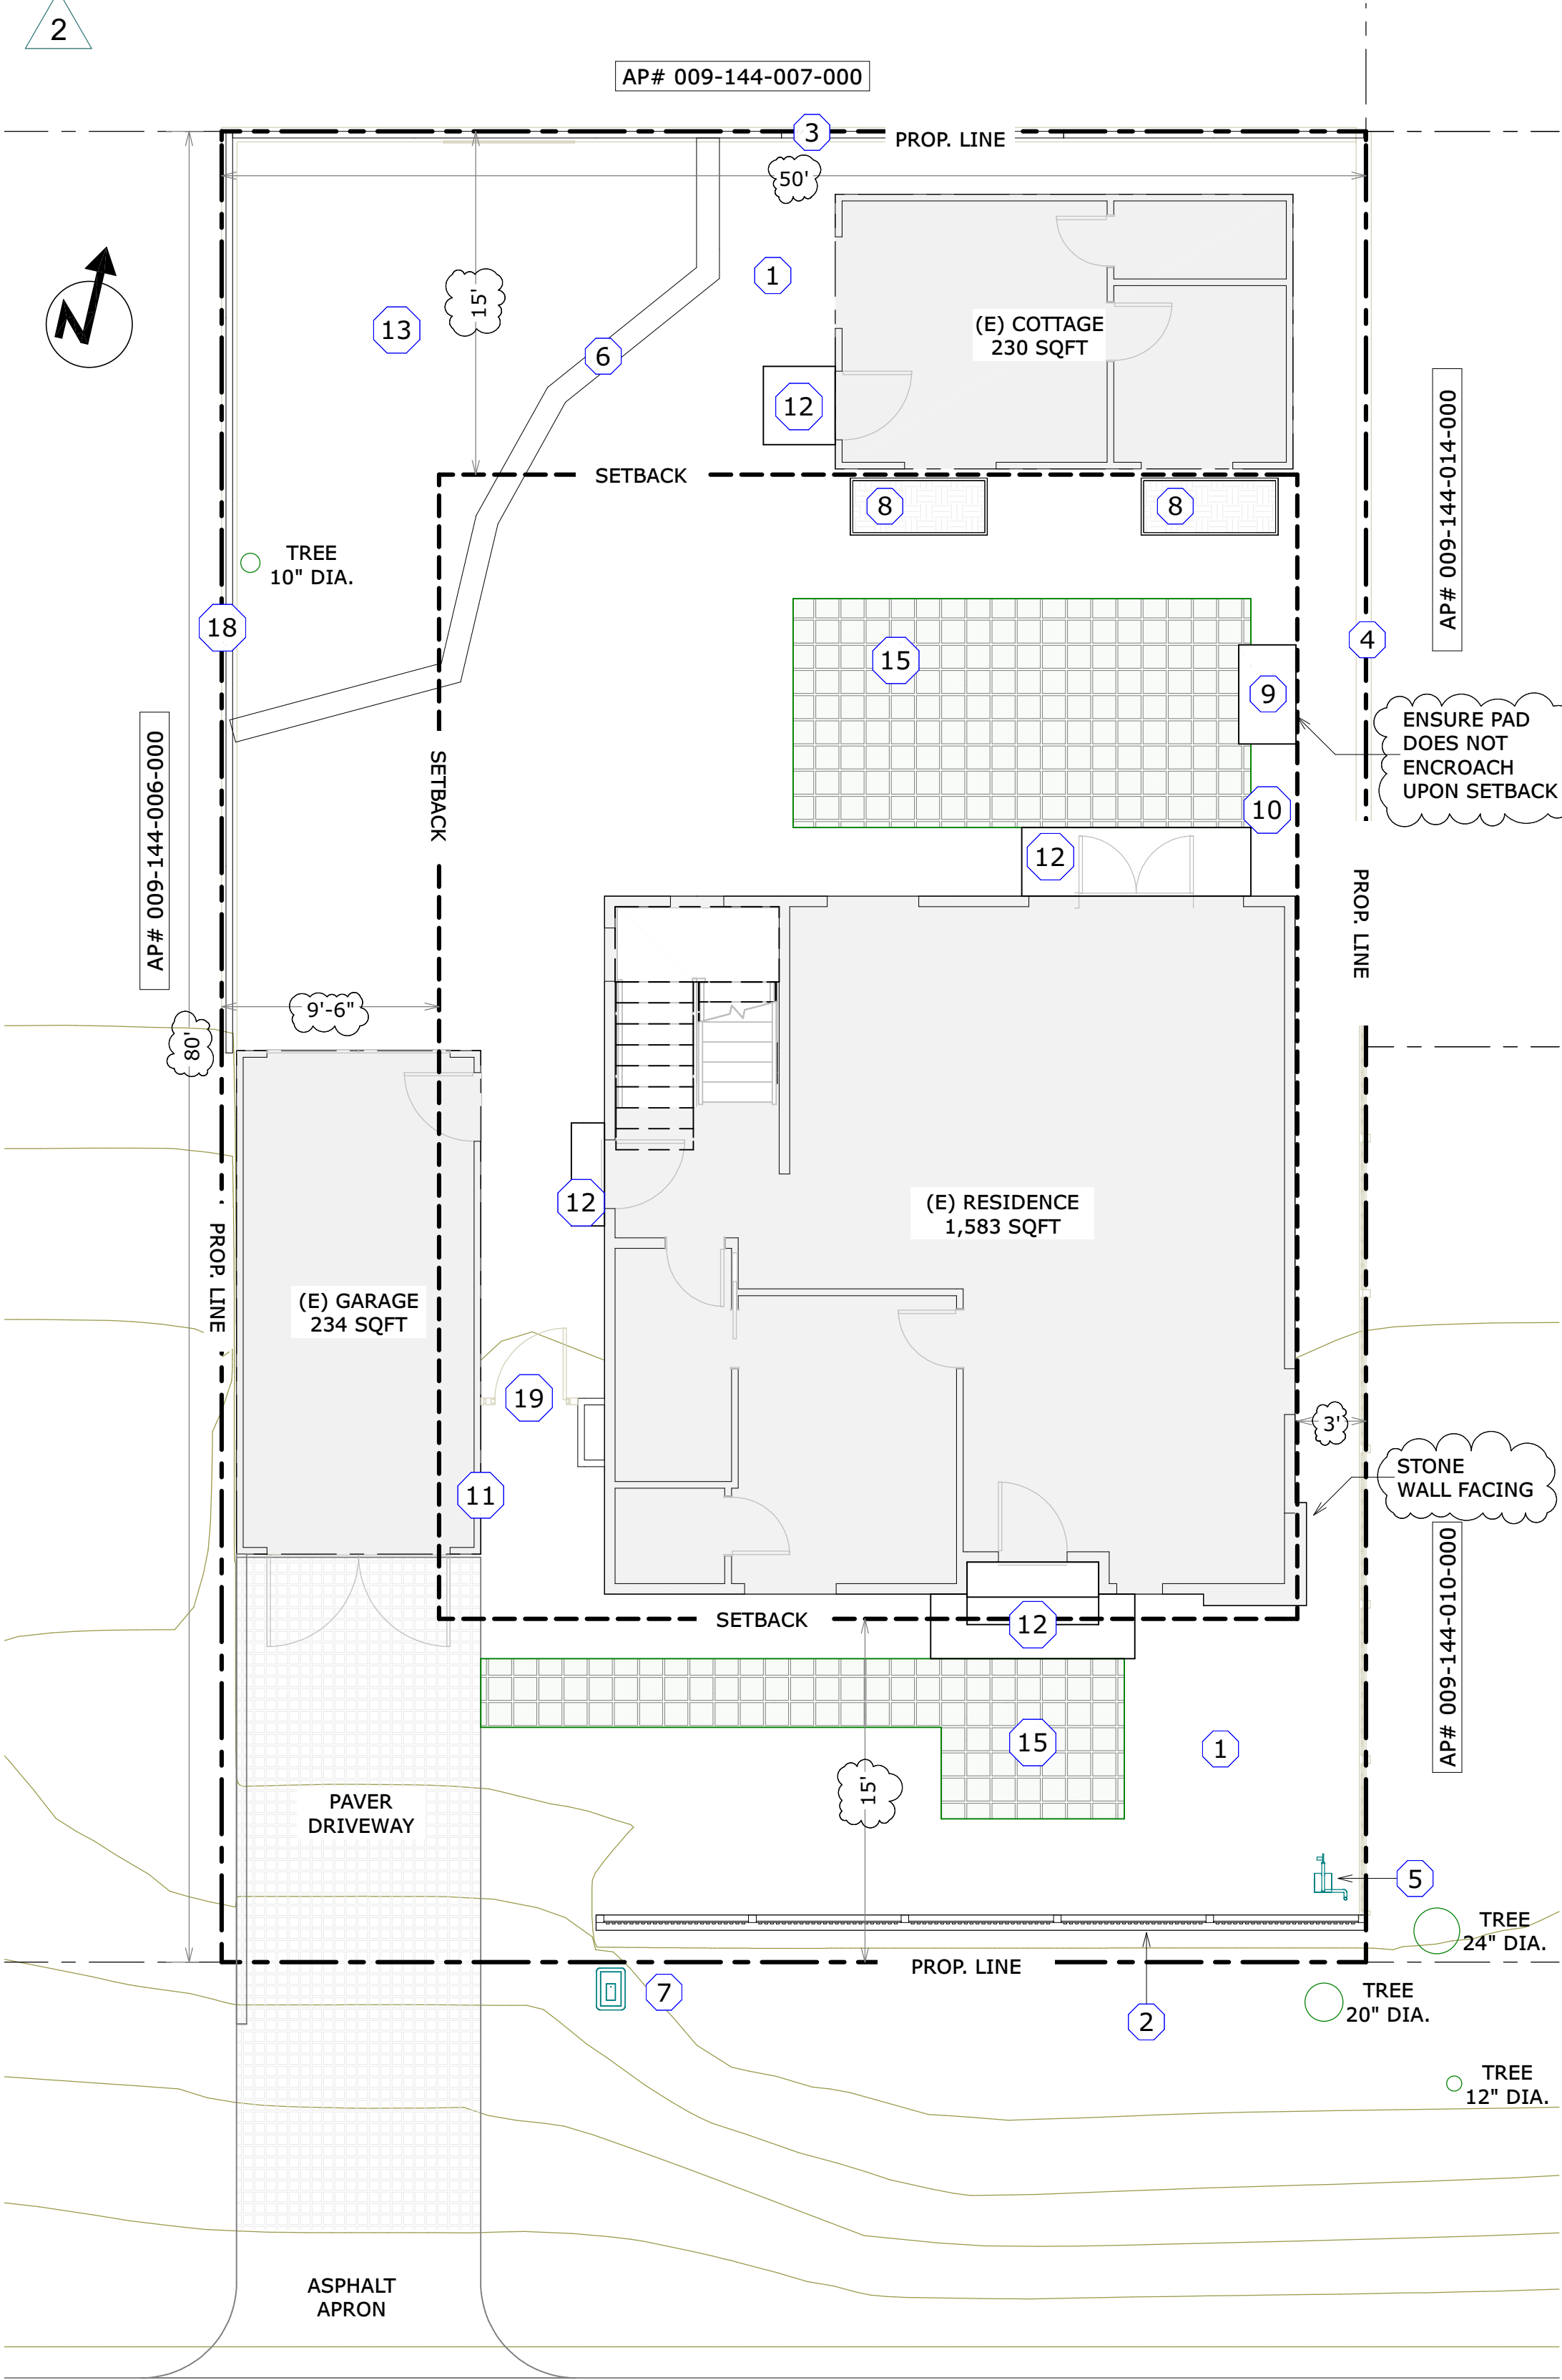 2
AP# 009-144-007-000
3
PROP. LINE
50'
1
15'
13
(E) COTTAGE
230 SQFT
6
12
AP# 009-144-014-000
SETBACK
8
8
TREE
10" DIA.
18
4
15
9
ENSURE PAD
DOES NOT
ENCROACH
UPON SETBACK
SETBACK
AP# 009-144-006-000
10
12
PROP. LINE
9'-6"
80'
12
(E) RESIDENCE
1,583 SQFT
PROP. LINE
(E) GARAGE
234 SQFT
19
3'
STONE
WALL FACING
11
AP# 009-144-010-000
SETBACK
12
15
1
15'
PAVER
DRIVEWAY
5
TREE
24" DIA.
PROP. LINE
7
2
TREE
20" DIA.
TREE
12" DIA.
ASPHALT
APRON